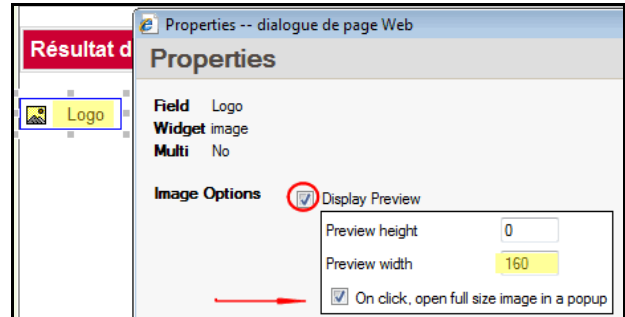 Properties -- dialogue de page Web
Résultat d
Properties
Logo
Field Logo
Widget image
Multi No
Image Options Display Preview
Preview height 0
Preview width 160
On click, open full size image in a popup